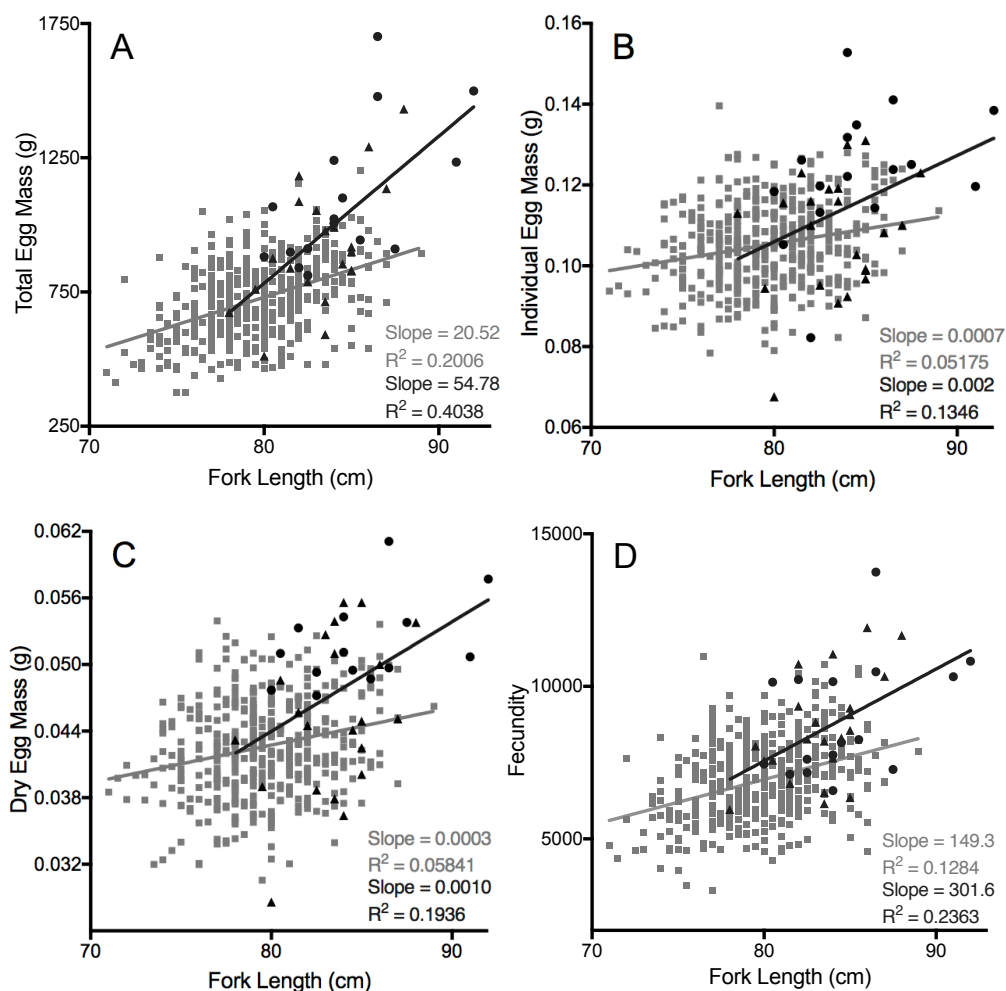 A
1750
1250
750
250
Total Egg Mass (g)
Slope = 20.52
R² = 0.2006
Slope = 54.78
R² = 0.4038
70
80
90
Fork Length (cm)
B
0.16
0.14
0.12
0.10
0.08
0.06
Individual Egg Mass (g)
Slope = 0.0007
R² = 0.05175
Slope = 0.002
R² = 0.1346
70
80
90
Fork Length (cm)
C
0.062
0.056
0.050
0.044
0.038
0.032
Dry Egg Mass (g)
Slope = 0.0003
R² = 0.05841
Slope = 0.0010
R² = 0.1936
70
80
90
Fork Length (cm)
D
15000
10000
5000
Fecundity
Slope = 149.3
R² = 0.1284
Slope = 301.6
R² = 0.2363
70
80
90
Fork Length (cm)